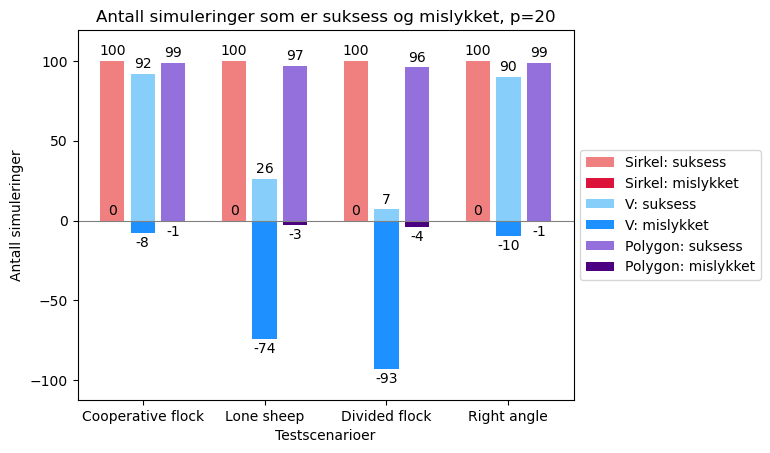 Antall simuleringer som er suksess og mislykket, p=20
Antall simuleringer
100
50
0
−50
−100
100 92 99
0
-8 -1
100 26 97
0
-74 -3
100 7 96
0
-93 -4
100 90 99
0
-10 -1
Cooperative flock Lone sheep Divided flock Right angle
Testscenarioer
Sirkel: suksess
Sirkel: mislykket
V: suksess
V: mislykket
Polygon: suksess
Polygon: mislykket